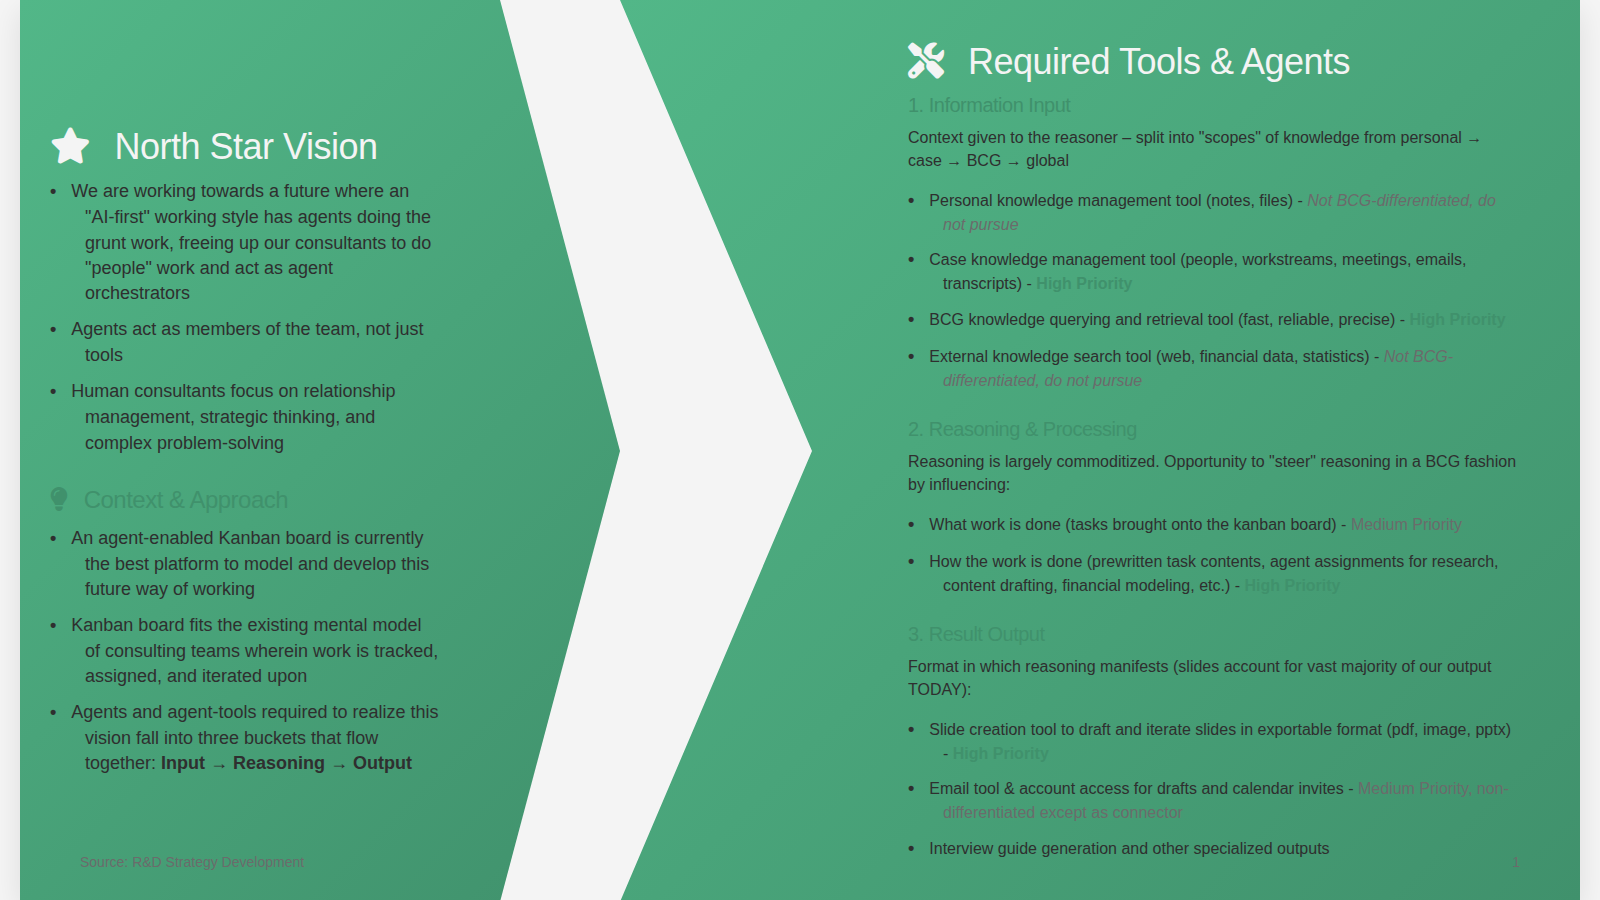 North Star Vision
• We are working towards a future where an
"AI-first" working style has agents doing the
grunt work, freeing up our consultants to do
"people" work and act as agent
orchestrators
• Agents act as members of the team, not just
tools
• Human consultants focus on relationship
management, strategic thinking, and
complex problem-solving
Context & Approach
• An agent-enabled Kanban board is currently
the best platform to model and develop this
future way of working
• Kanban board fits the existing mental model
of consulting teams wherein work is tracked,
assigned, and iterated upon
• Agents and agent-tools required to realize this
vision fall into three buckets that flow
together: Input → Reasoning → Output
Source: R&D Strategy Development
Required Tools & Agents
1. Information Input
Context given to the reasoner – split into "scopes" of knowledge from personal →
case → BCG → global
• Personal knowledge management tool (notes, files) - Not BCG-differentiated, do
not pursue
• Case knowledge management tool (people, workstreams, meetings, emails,
transcripts) - High Priority
• BCG knowledge querying and retrieval tool (fast, reliable, precise) - High Priority
• External knowledge search tool (web, financial data, statistics) - Not BCG-
differentiated, do not pursue
2. Reasoning & Processing
Reasoning is largely commoditized. Opportunity to "steer" reasoning in a BCG fashion
by influencing:
• What work is done (tasks brought onto the kanban board) - Medium Priority
• How the work is done (prewritten task contents, agent assignments for research,
content drafting, financial modeling, etc.) - High Priority
3. Result Output
Format in which reasoning manifests (slides account for vast majority of our output
TODAY):
• Slide creation tool to draft and iterate slides in exportable format (pdf, image, pptx)
- High Priority
• Email tool & account access for drafts and calendar invites - Medium Priority, non-
differentiated except as connector
• Interview guide generation and other specialized outputs
1